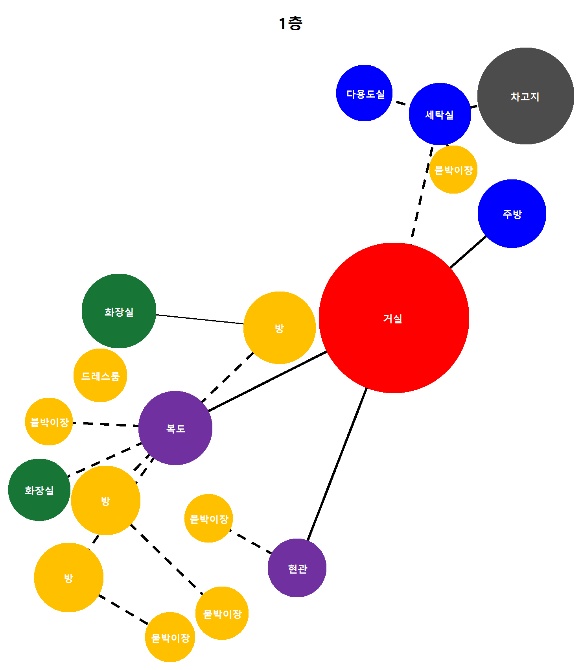 1층
다용도실
세탁실
차고지
붙박이장
주방
화장실
방
거실
드레스룸
붙박이장
복도
화장실
방
붙박이장
현관
방
붙박이장
붙박이장